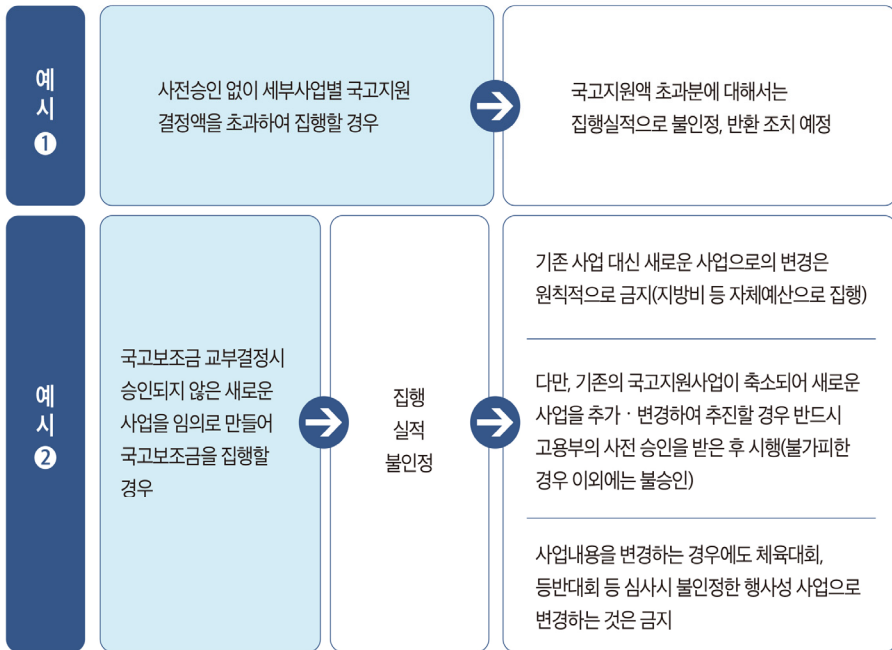 예
시
❶
사전승인 없이 세부사업별 국고지원
결정액을 초과하여 집행할 경우
국고지원액 초과분에 대해서는
집행실적으로 불인정, 반환 조치 예정
예
시
❷
국고보조금 교부결정시
승인되지 않은 새로운
사업을 임의로 만들어
국고보조금을 집행할
경우
집행
실적
불인정
기존 사업 대신 새로운 사업으로의 변경은
원칙적으로 금지(지방비 등 자체예산으로 집행)
다만, 기존의 국고지원사업이 축소되어 새로운
사업을 추가 · 변경하여 추진할 경우 반드시
고용부의 사전 승인을 받은 후 시행(불가피한
경우 이외에는 불승인)
사업내용을 변경하는 경우에도 체육대회,
등반대회 등 심사시 불인정한 행사성 사업으로
변경하는 것은 금지